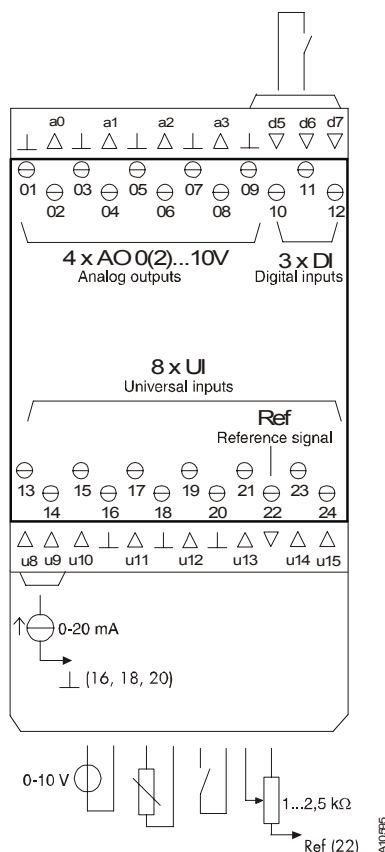 a0 a1 a2 a3 d5 d6 d7
01 03 05 07 09 11
02 04 06 08 10 12
4 x AO 0(2)...10V 3 x DI
Analog outputs Digital inputs
8 x UI
Universal inputs
Ref
Reference signal
13 15 17 19 21 23
14 16 18 20 22 24
u8 u9 u10 u11 u12 u13 u14 u15
0-20 mA
(16, 18, 20)
0-10 V
1...2,5 kΩ
Ref (22)
A10595